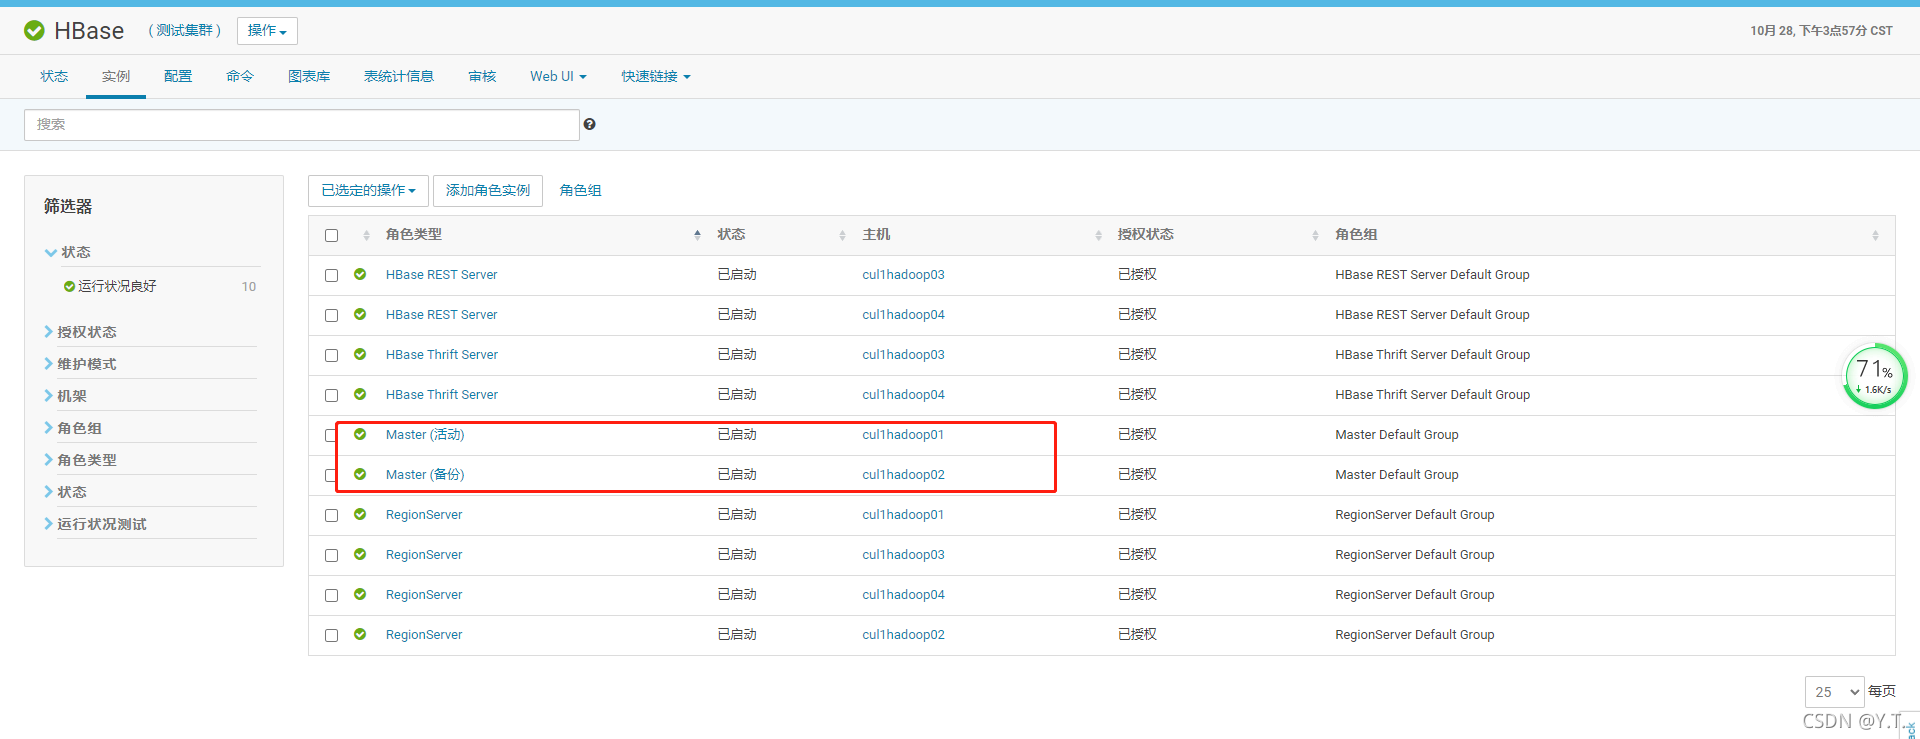 HBase (测试集群) 操作 10月 28, 下午3点57分 CST
状态 实例 配置 命令 图表库 表统计信息 审核 Web UI 快速链接
搜索
筛选器
状态
运行状况良好 10
授权状态
维护模式
机架
角色组
角色类型
状态
运行状况测试
已选定的操作 添加角色实例 角色组
角色类型 状态 主机 授权状态 角色组
HBase REST Server 已启动 cul1hadoop03 已授权 HBase REST Server Default Group
HBase REST Server 已启动 cul1hadoop04 已授权 HBase REST Server Default Group
HBase Thrift Server 已启动 cul1hadoop03 已授权 HBase Thrift Server Default Group
HBase Thrift Server 已启动 cul1hadoop04 已授权 HBase Thrift Server Default Group
Master (活动) 已启动 cul1hadoop01 已授权 Master Default Group
Master (备份) 已启动 cul1hadoop02 已授权 Master Default Group
RegionServer 已启动 cul1hadoop01 已授权 RegionServer Default Group
RegionServer 已启动 cul1hadoop03 已授权 RegionServer Default Group
RegionServer 已启动 cul1hadoop04 已授权 RegionServer Default Group
RegionServer 已启动 cul1hadoop02 已授权 RegionServer Default Group
71%
1.6K/s
25 每页
CSDN @Y.T.